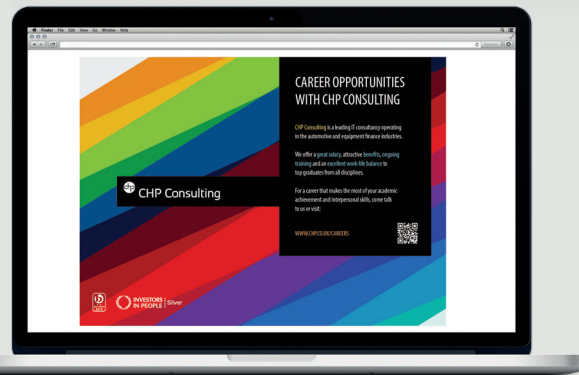 Finder File Edit View Go Window Help
CAREER OPPORTUNITIES
WITH CHP CONSULTING
CHP Consulting is a leading IT consultancy operating
in the automotive and equipment finance industries.
We offer a great salary, attractive benefits, ongoing
training and an excellent work-life balance to
top graduates from all disciplines.
For a career that makes the most of your academic
achievement and interpersonal skills, come talk
to us or visit:
WWW.CHP.CO.UK/CAREERS
chp CHP Consulting
INVESTORS
IN PEOPLE Silver